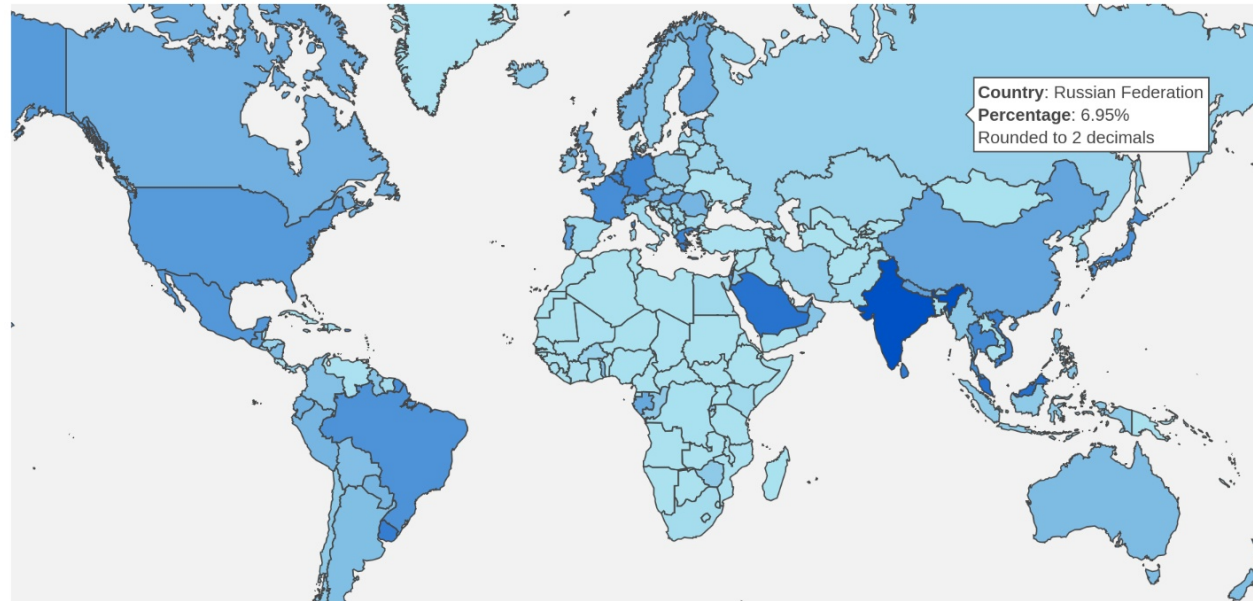 Country: Russian Federation
Percentage: 6.95%
Rounded to 2 decimals